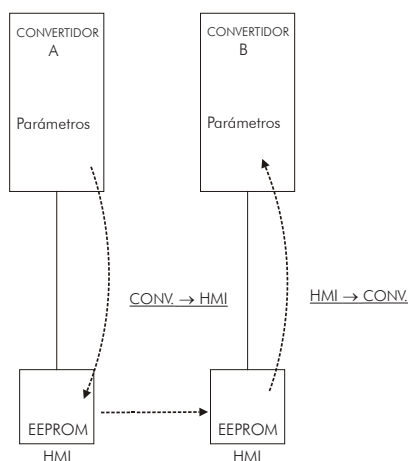 CONVERTIDOR
A
Parámetros
CONVERTIDOR
B
Parámetros
CONV. → HMI
HMI → CONV.
EEPROM
HMI
EEPROM
HMI